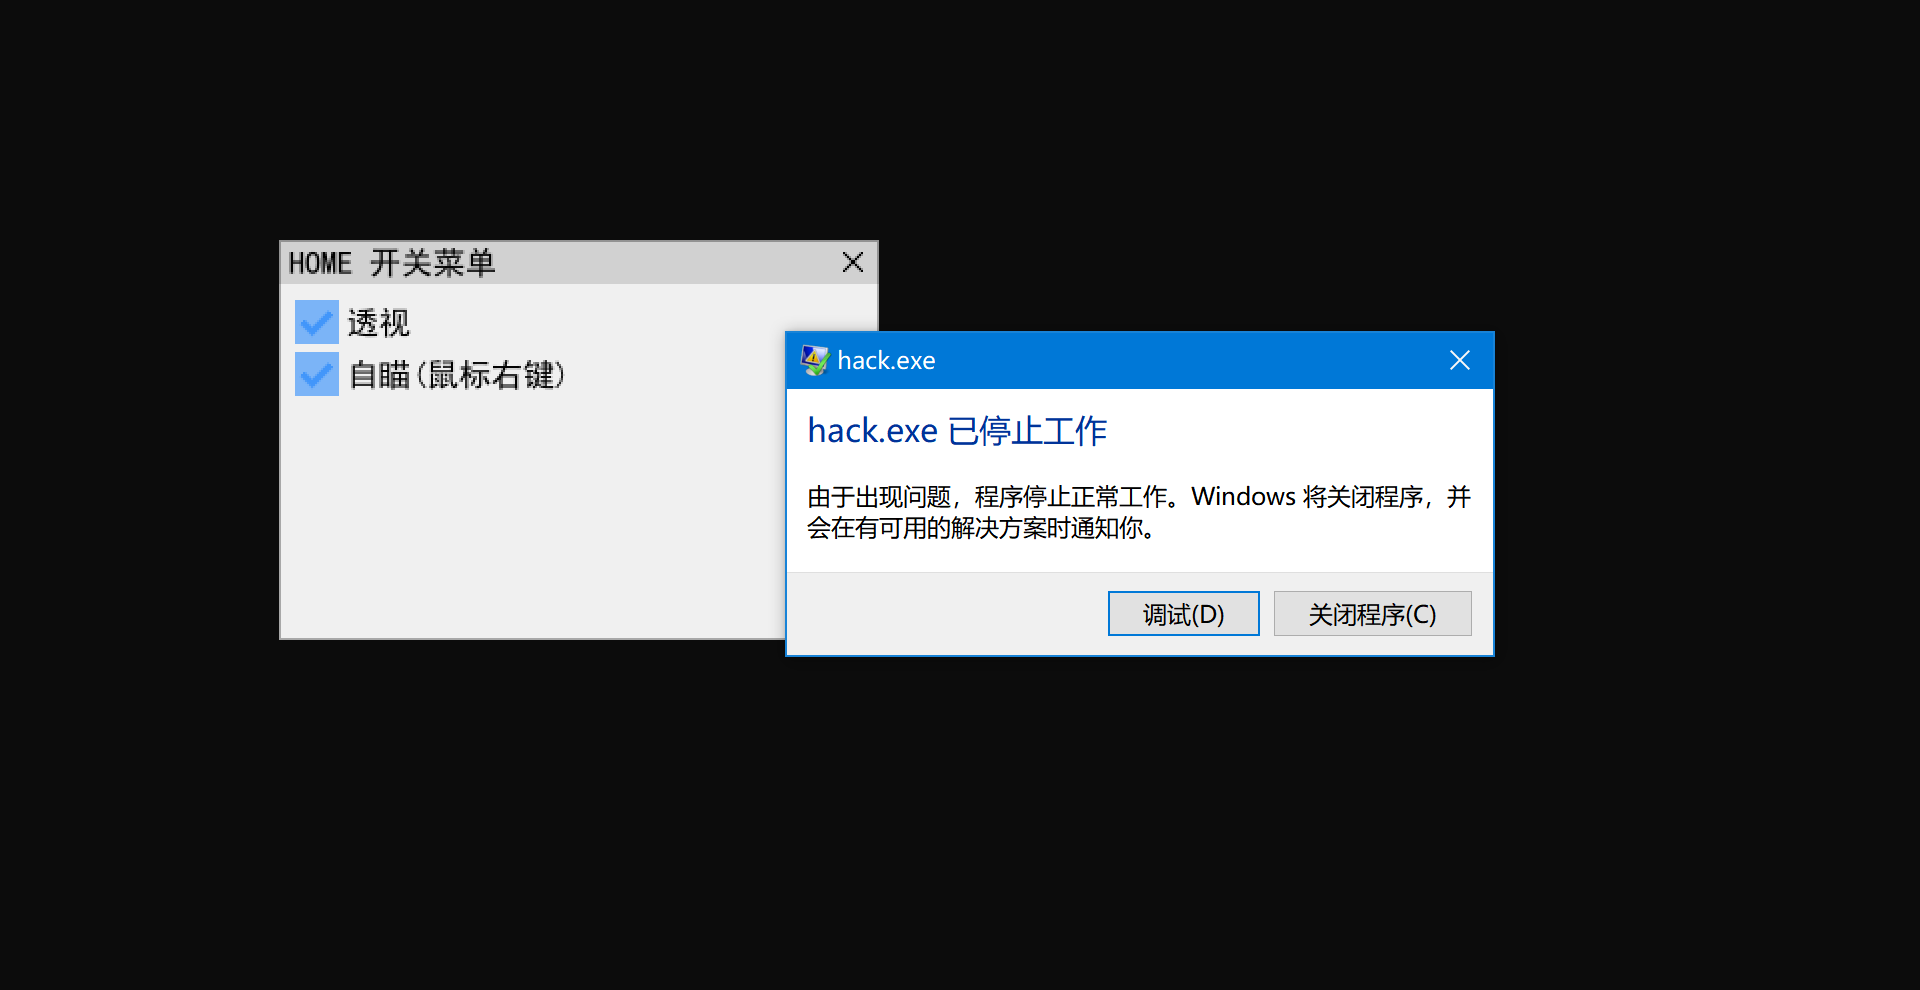 HOME 开关菜单
透视
自瞄(鼠标右键)
hack.exe
hack.exe 已停止工作
由于出现问题，程序停止正常工作。Windows 将关闭程序，并
会在有可用的解决方案时通知你。
调试(D)
关闭程序(C)